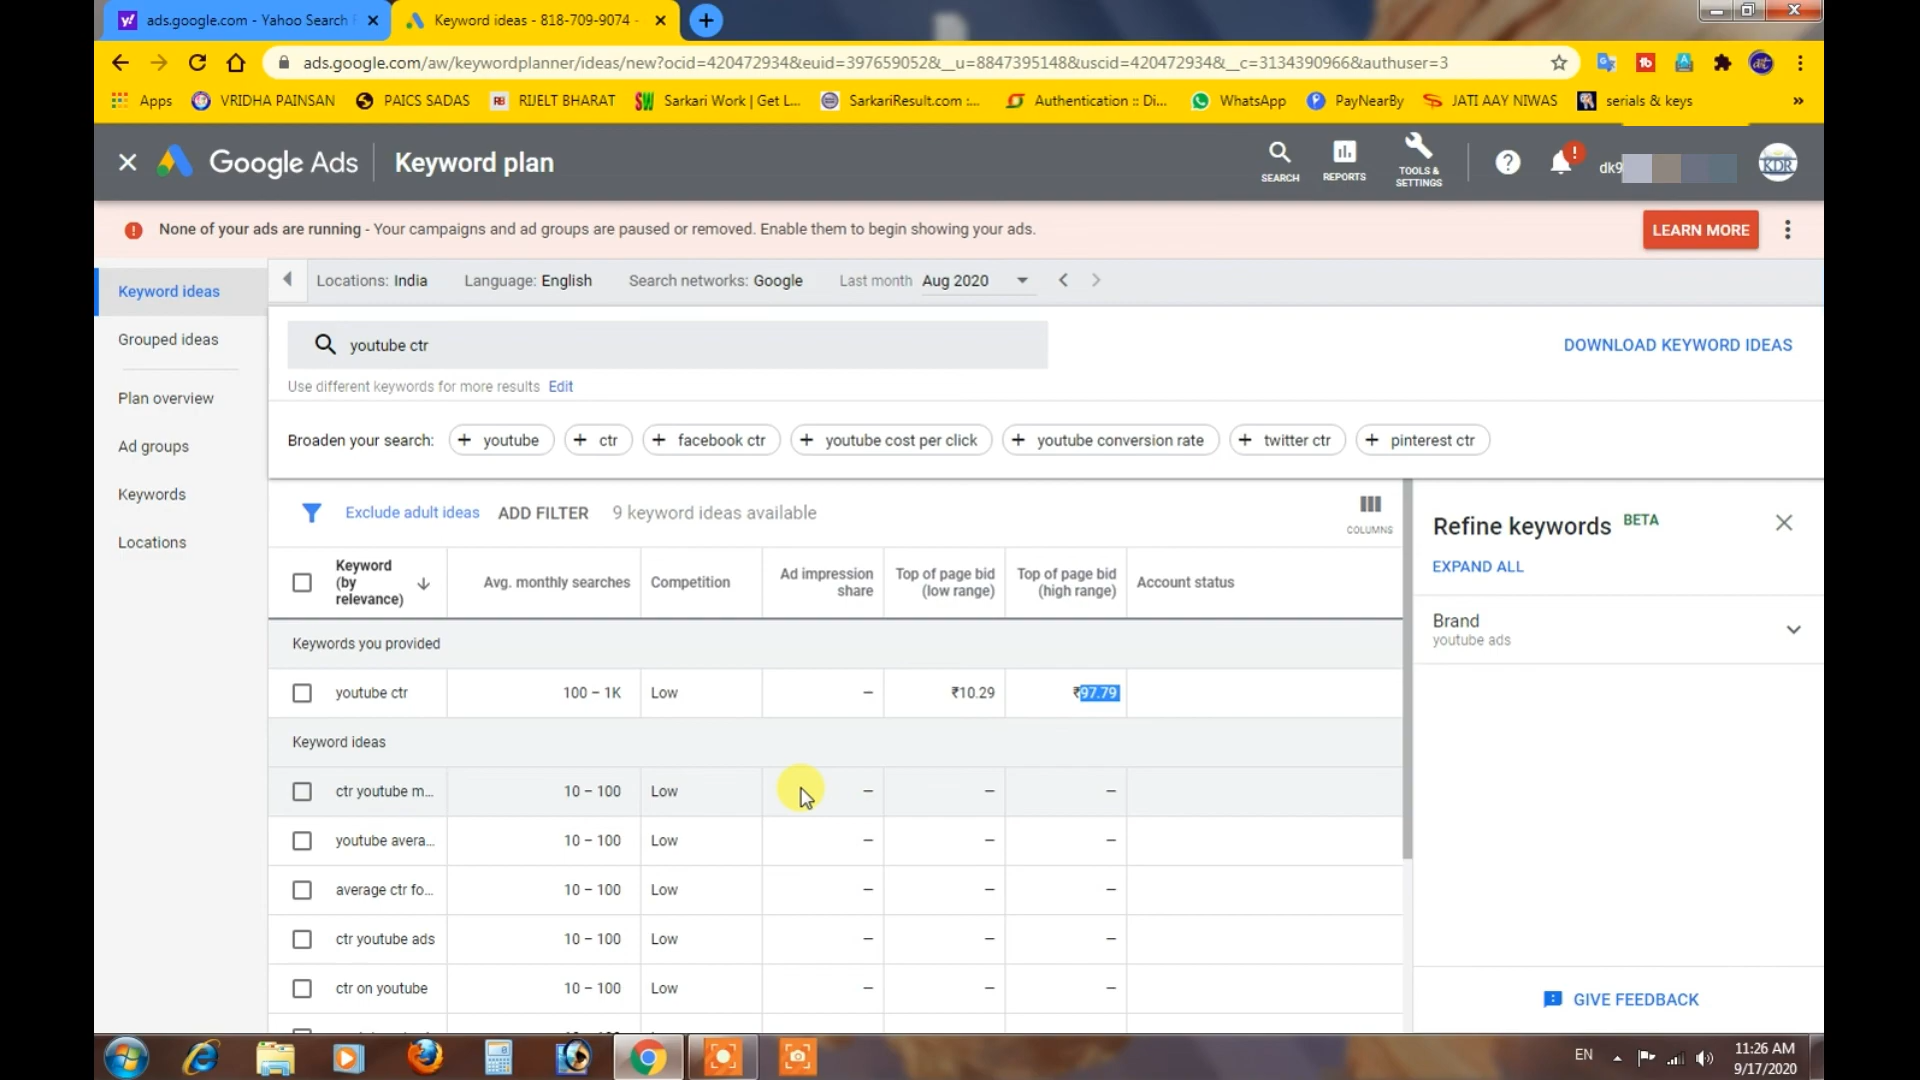 ads.google.com - Yahoo Search
Keyword ideas - 818-709-9074 -
ads.google.com/aw/keywordplanner/ideas/new?ocid=420472934&euid=397659052&__u=8847395148&uscid=420472934&__c=3134390966&authuser=3
Apps VRIDHA PAINSAN PAICS SADAS RIJELT BHARAT Sarkari Work | Get L... SarkariResult.com :... Authentication :: Di... WhatsApp PayNearBy JATI AAY NIWAS serials & keys »
Google Ads Keyword plan
SEARCH REPORTS TOOLS & SETTINGS dk9 KDR
None of your ads are running - Your campaigns and ad groups are paused or removed. Enable them to begin showing your ads.
LEARN MORE
Keyword ideas
Grouped ideas
Plan overview
Ad groups
Keywords
Locations
Locations: India Language: English Search networks: Google Last month Aug 2020
youtube ctr
DOWNLOAD KEYWORD IDEAS
Use different keywords for more results Edit
Broaden your search: + youtube + ctr + facebook ctr + youtube cost per click + youtube conversion rate + twitter ctr + pinterest ctr
Exclude adult ideas ADD FILTER 9 keyword ideas available COLUMNS
Keyword (by relevance) Avg. monthly searches Competition Ad impression share Top of page bid (low range) Top of page bid (high range) Account status
Keywords you provided
youtube ctr 100 – 1K Low – ₹10.29 ₹97.79
Keyword ideas
ctr youtube m... 10 – 100 Low – – –
youtube avera... 10 – 100 Low – – –
average ctr fo... 10 – 100 Low – – –
ctr youtube ads 10 – 100 Low – – –
ctr on youtube 10 – 100 Low – – –
Refine keywords BETA
EXPAND ALL
Brand
youtube ads
GIVE FEEDBACK
EN
11:26 AM
9/17/2020